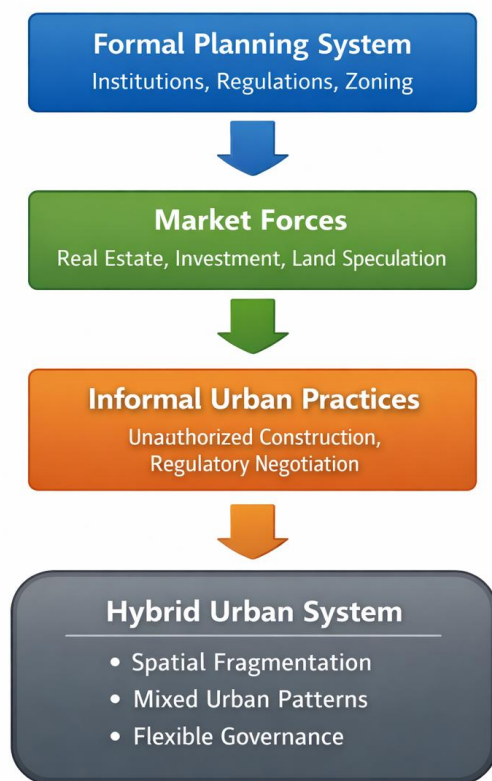 Formal Planning System
Institutions, Regulations, Zoning
Market Forces
Real Estate, Investment, Land Speculation
Informal Urban Practices
Unauthorized Construction,
Regulatory Negotiation
Hybrid Urban System
• Spatial Fragmentation
• Mixed Urban Patterns
• Flexible Governance